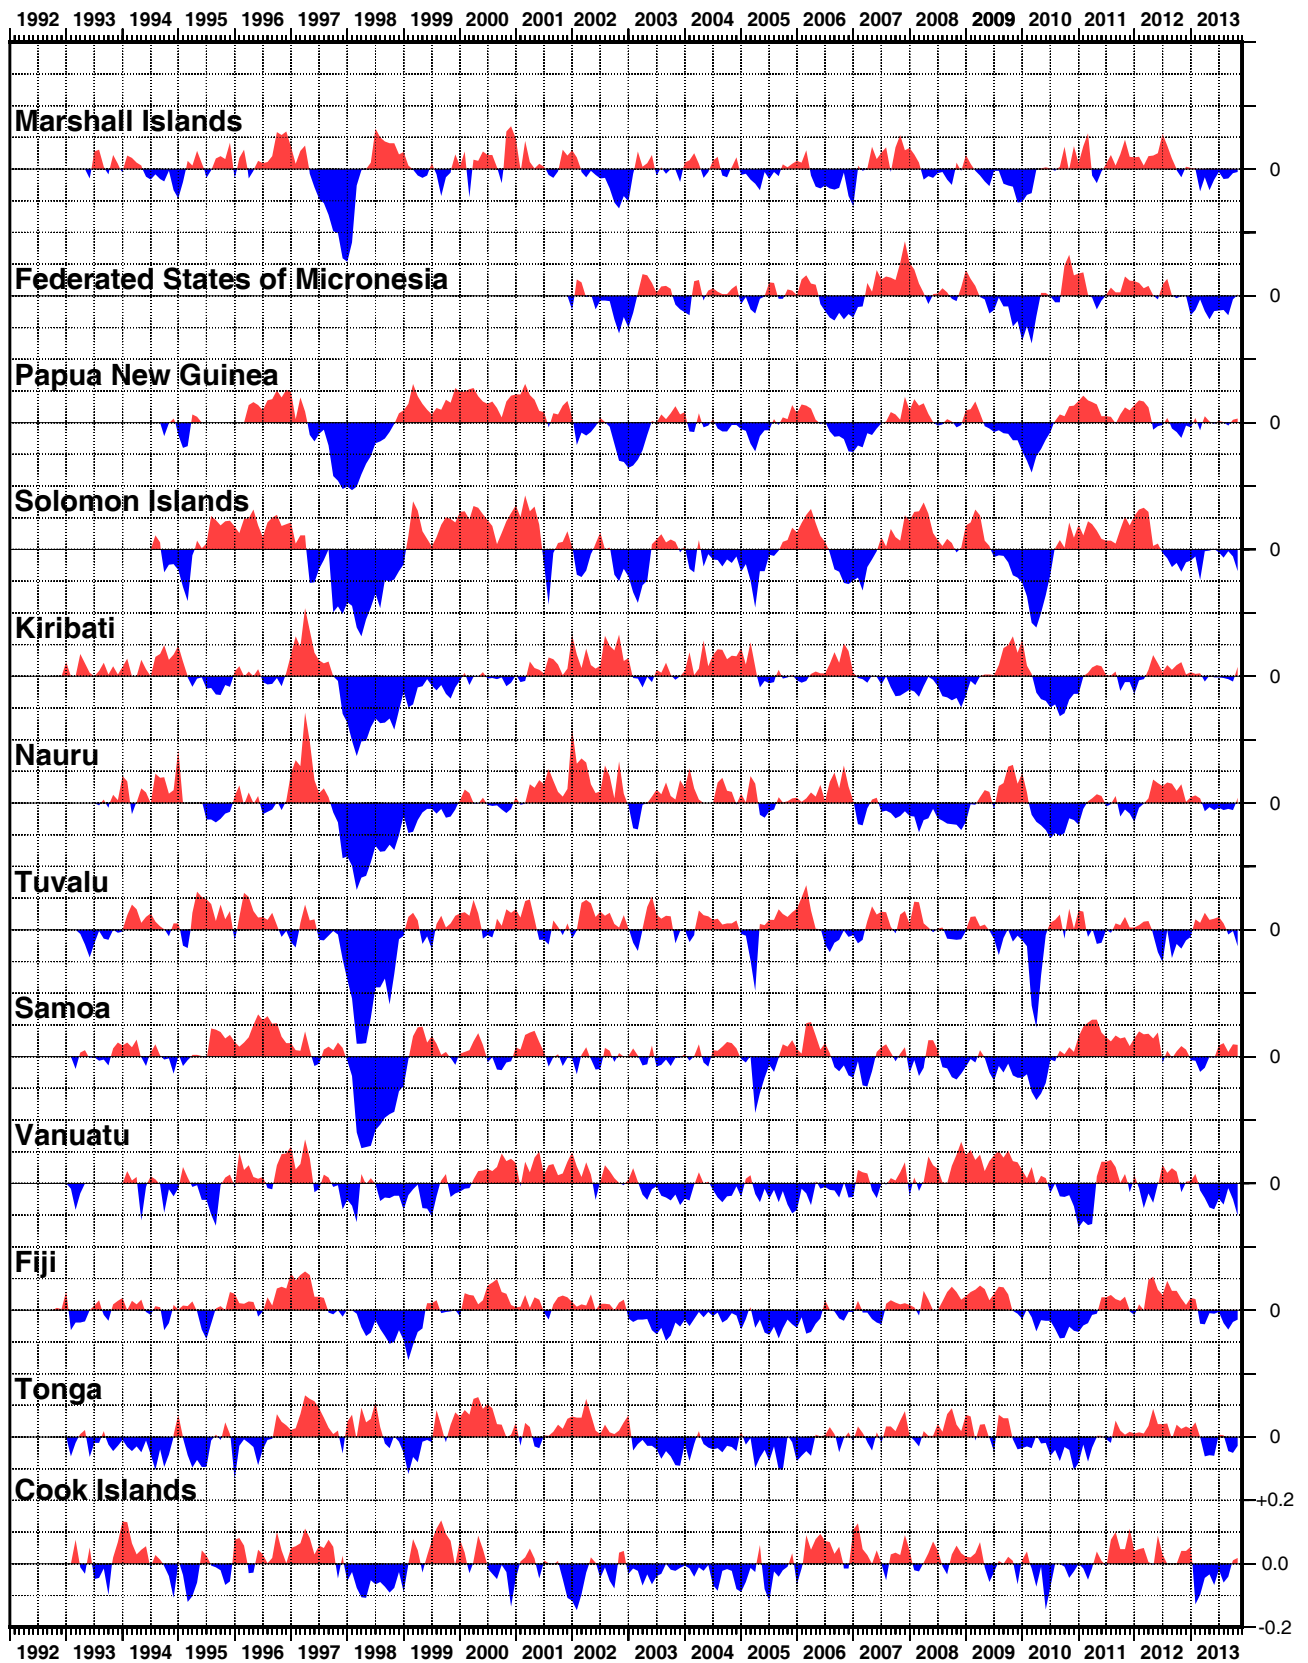 1992 1993 1994 1995 1996 1997 1998 1999 2000 2001 2002 2003 2004 2005 2006 2007 2008 2009 2010 2011 2012 2013
Marshall Islands
0
Federated States of Micronesia
0
Papua New Guinea
0
Solomon Islands
0
Kiribati
0
Nauru
0
Tuvalu
0
Samoa
0
Vanuatu
0
Fiji
0
Tonga
0
Cook Islands
+0.2
0.0
-0.2
1992 1993 1994 1995 1996 1997 1998 1999 2000 2001 2002 2003 2004 2005 2006 2007 2008 2009 2010 2011 2012 2013